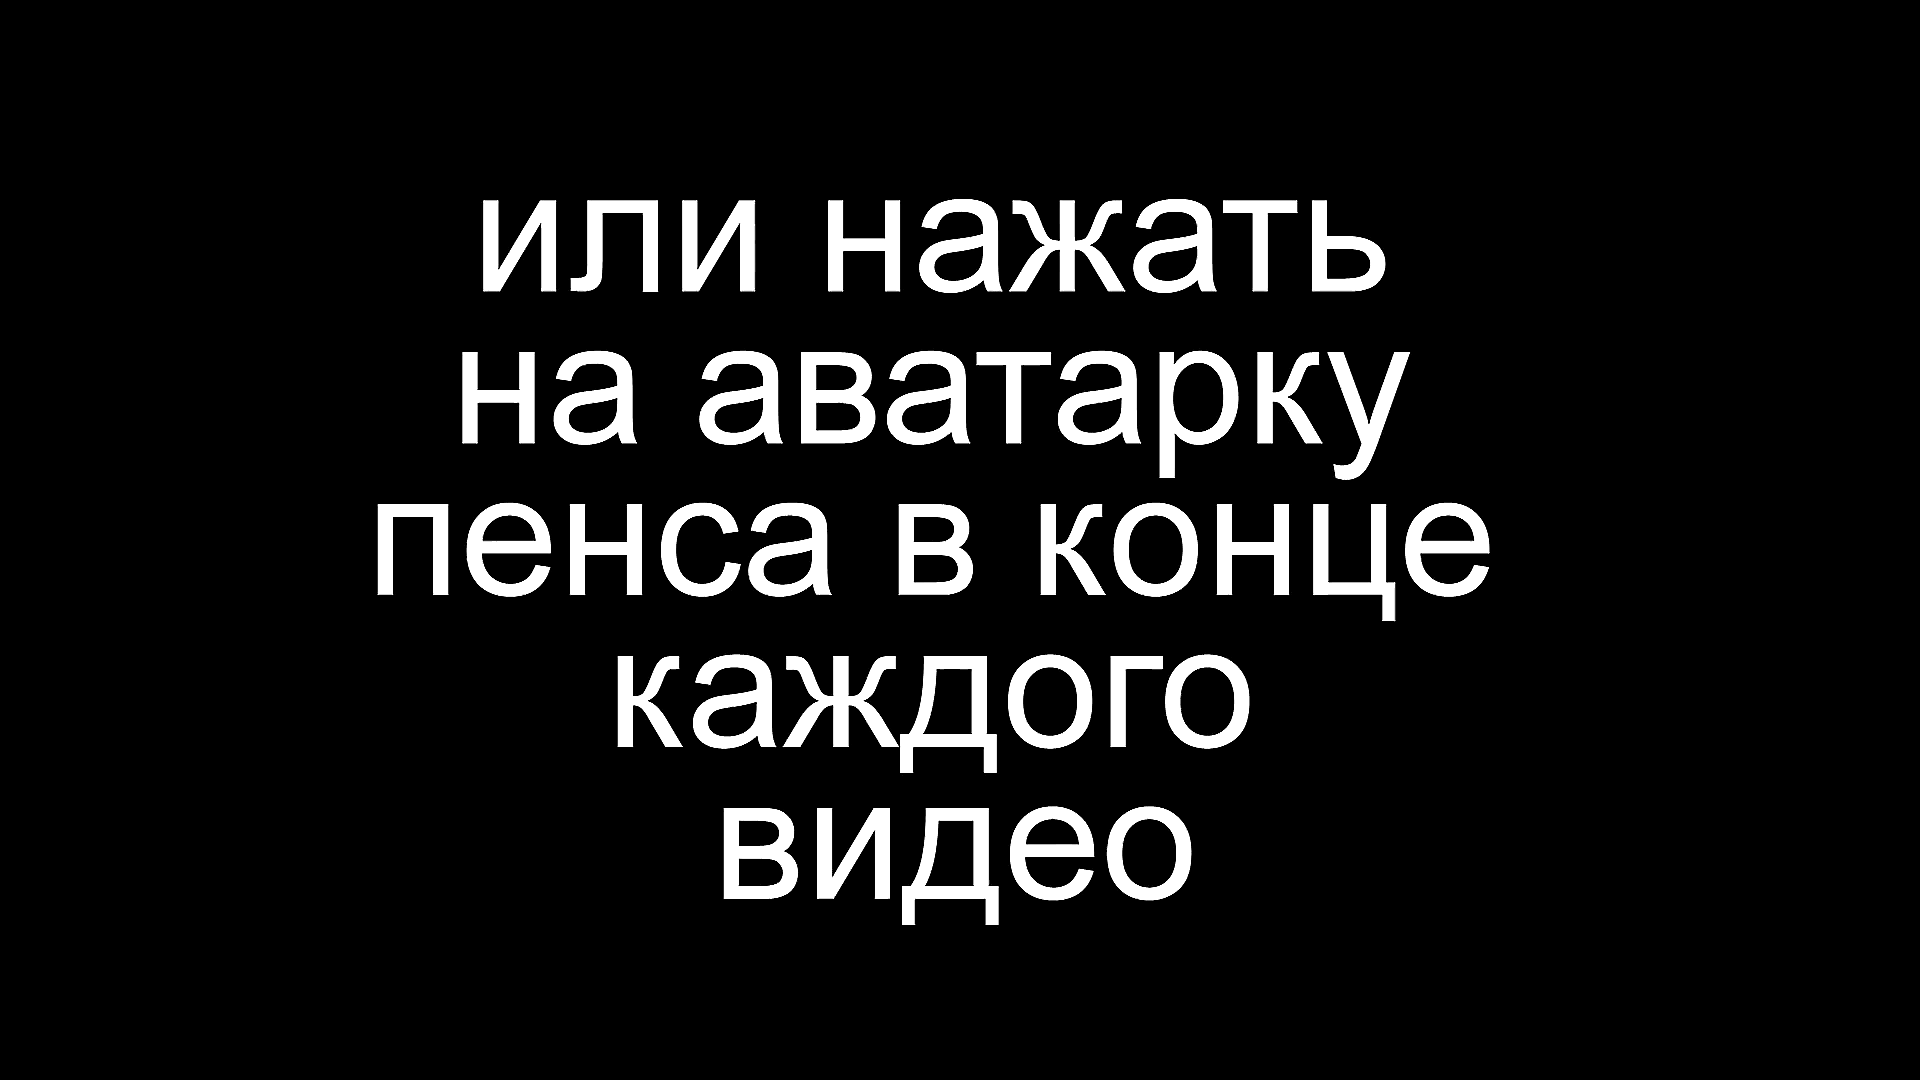 или нажать
на аватарку
пенса в конце
каждого
видео